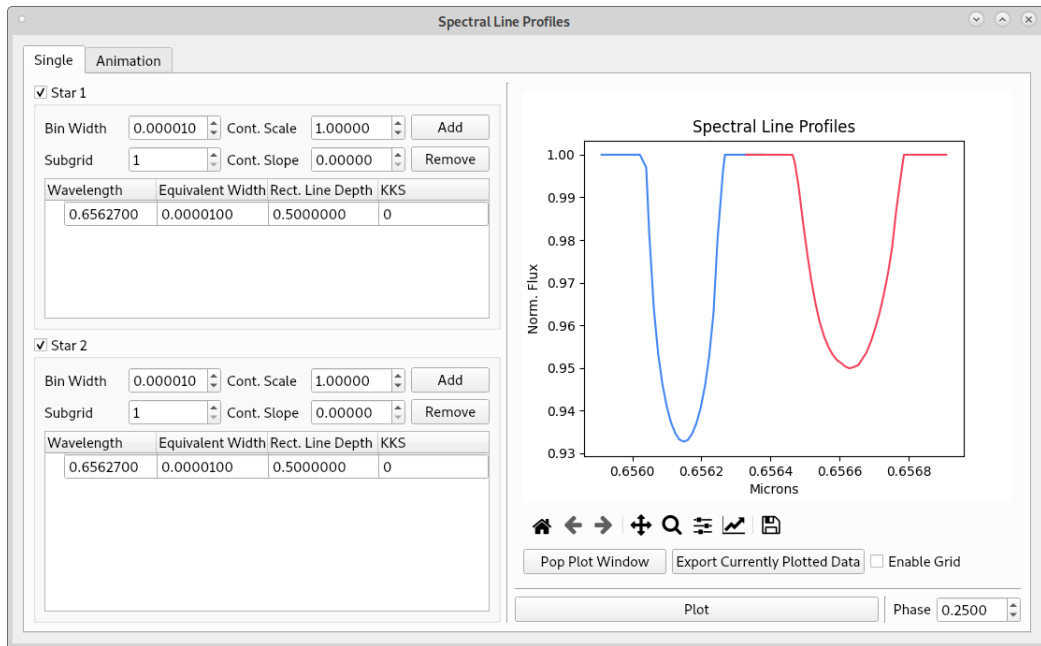 Spectral Line Profiles
Single Animation
Star 1
Bin Width 0.000010 Cont. Scale 1.00000 Add
Subgrid 1 Cont. Slope 0.00000 Remove
Wavelength Equivalent Width Rect. Line Depth KKS
0.6562700 0.0000100 0.5000000 0
Star 2
Bin Width 0.000010 Cont. Scale 1.00000 Add
Subgrid 1 Cont. Slope 0.00000 Remove
Wavelength Equivalent Width Rect. Line Depth KKS
0.6562700 0.0000100 0.5000000 0
Spectral Line Profiles
Norm. Flux
1.00
0.99
0.98
0.97
0.96
0.95
0.94
0.93
0.6560 0.6562 0.6564 0.6566 0.6568
Microns
Pop Plot Window Export Currently Plotted Data Enable Grid
Plot Phase 0.2500